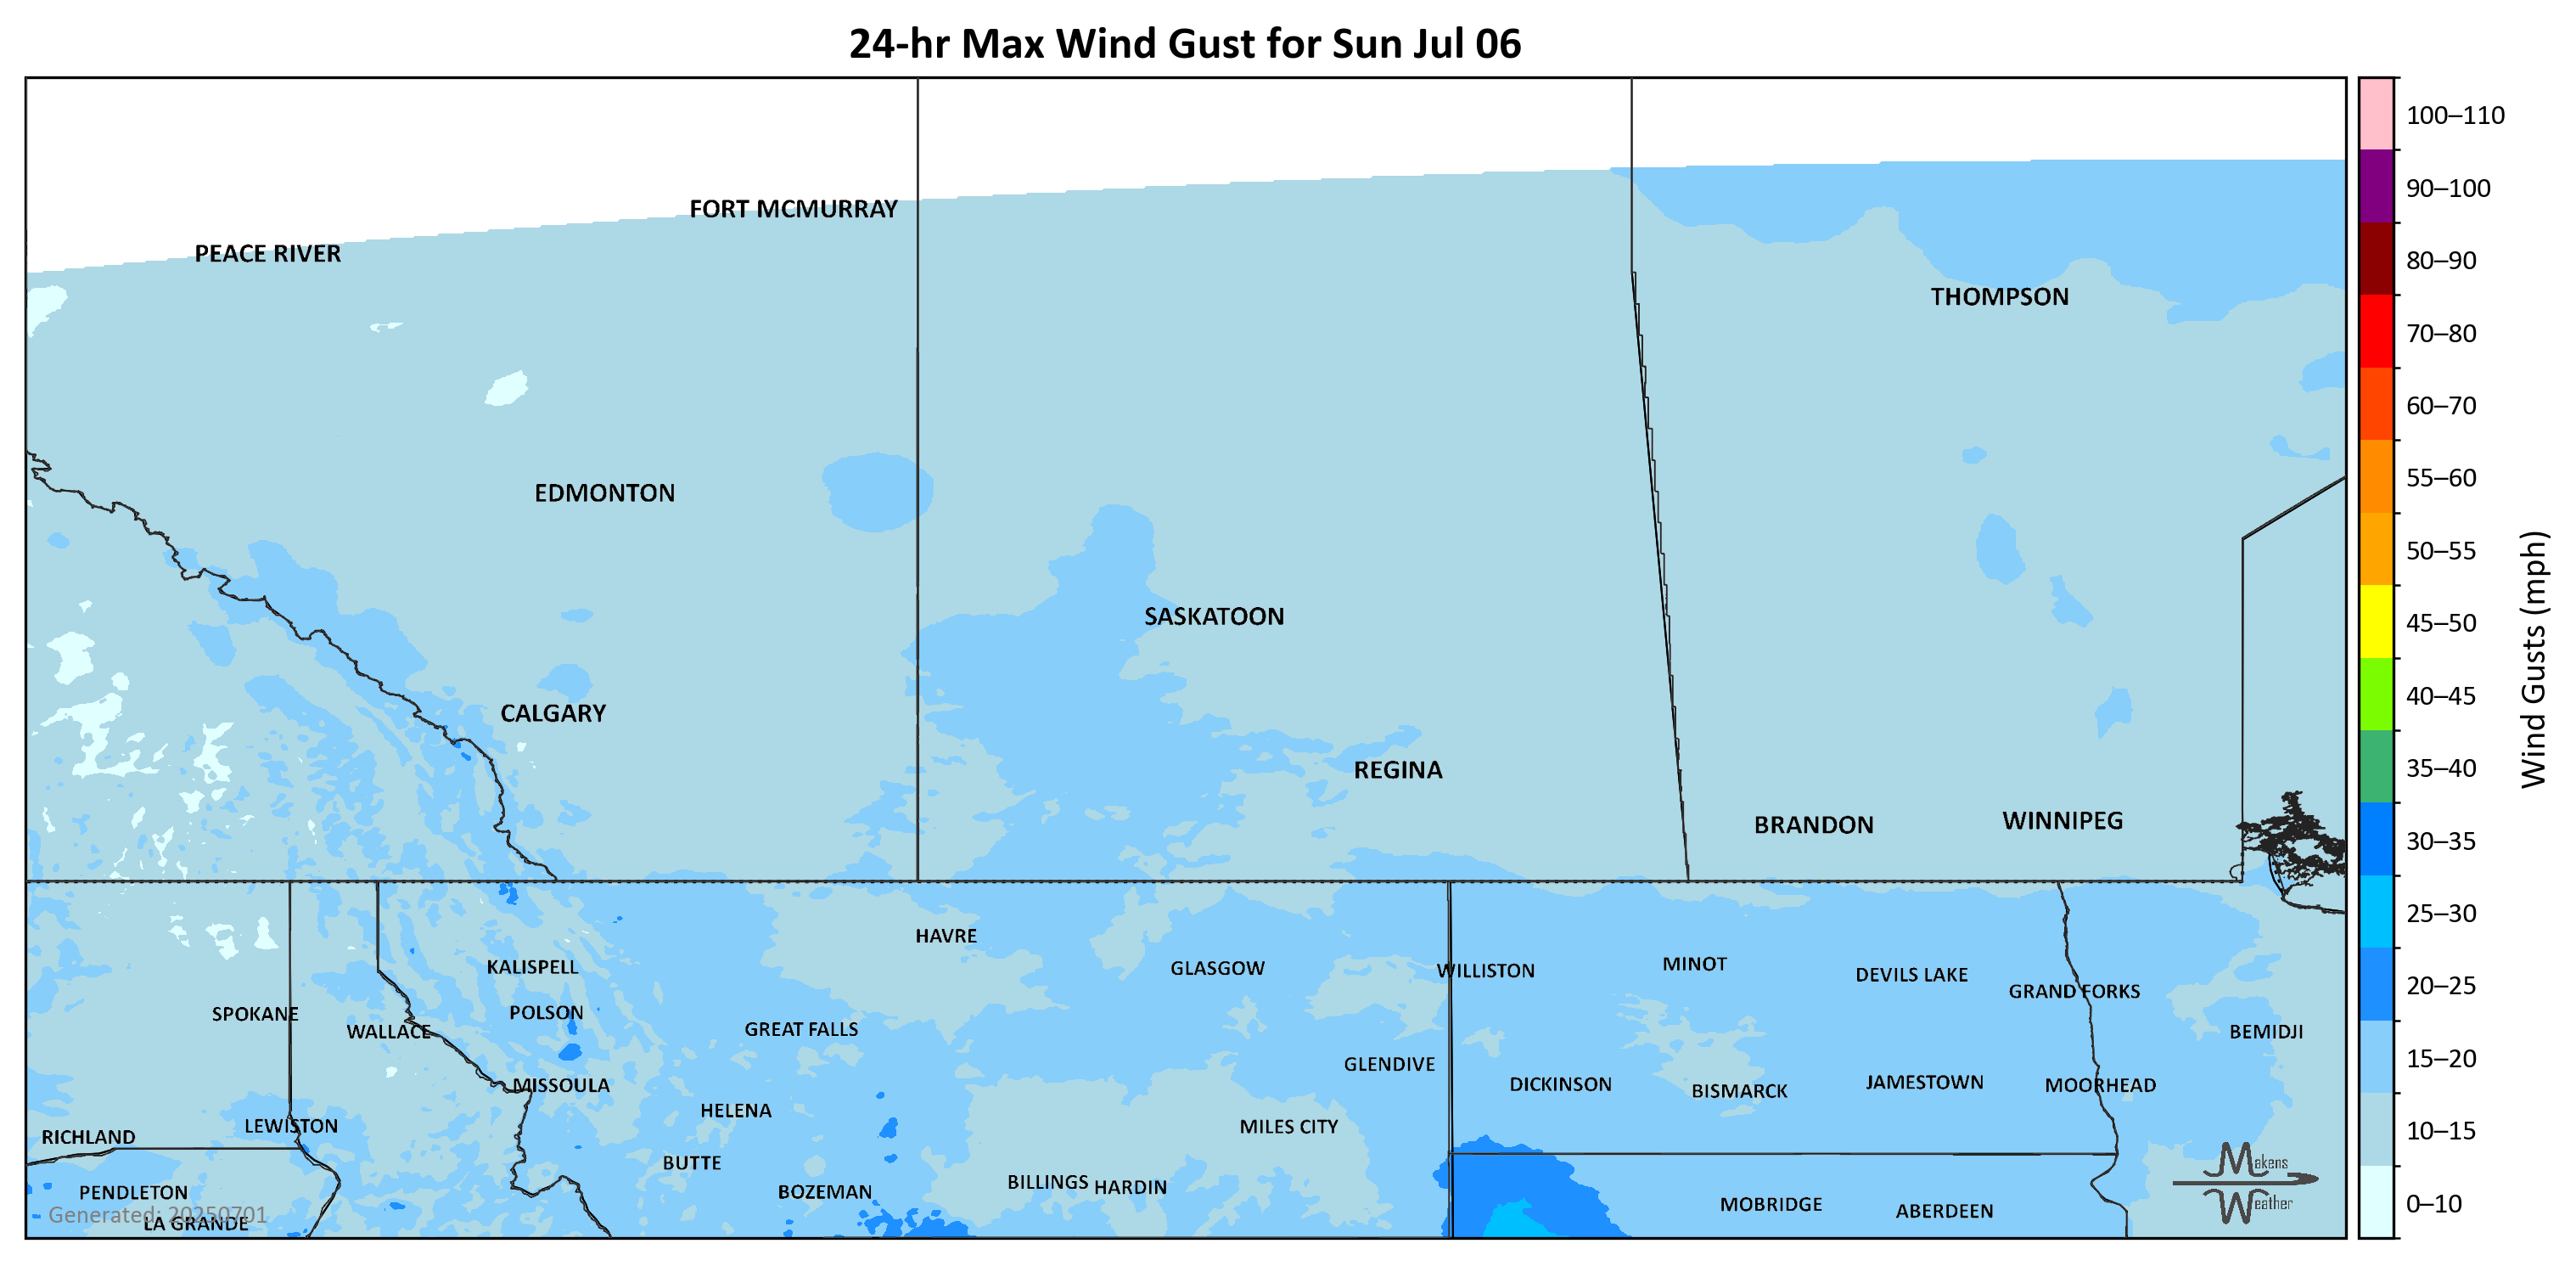 24-hr Max Wind Gust for Sun Jul 06
100–110
FORT MCMURRAY
90–100
PEACE RIVER
80–90
THOMPSON
70–80
60–70
EDMONTON
55–60
50–55
SASKATOON
45–50
Wind Gusts (mph)
CALGARY
40–45
REGINA
35–40
BRANDON
WINNIPEG
30–35
HAVRE
25–30
KALISPELL
GLASGOW
WILLISTON
MINOT
DEVILS LAKE
20–25
GRAND FORKS
SPOKANE
POLSON
WALLACE
GREAT FALLS
BEMIDJI
15–20
GLENDIVE
MISSOULA
DICKINSON
BISMARCK
JAMESTOWN
MOORHEAD
HELENA
LEWISTON
MILES CITY
10–15
RICHLAND
BUTTE
Makens
PENDLETON
BOZEMAN
BILLINGS
HARDIN
MOBRIDGE
Weather
0–10
Generated: 20250701
LA GRANDE
ABERDEEN